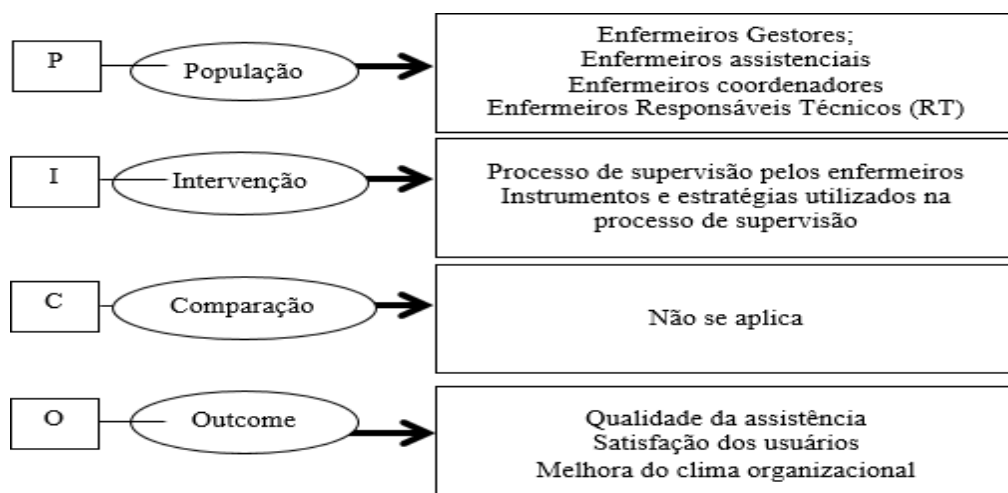 P
População
Enfermeiros Gestores;
Enfermeiros assistenciais
Enfermeiros coordenadores
Enfermeiros Responsáveis Técnicos (RT)
I
Intervenção
Processo de supervisão pelos enfermeiros
Instrumentos e estratégias utilizados na
processo de supervisão
C
Comparação
Não se aplica
O
Outcome
Qualidade da assistência
Satisfação dos usuários
Melhora do clima organizacional